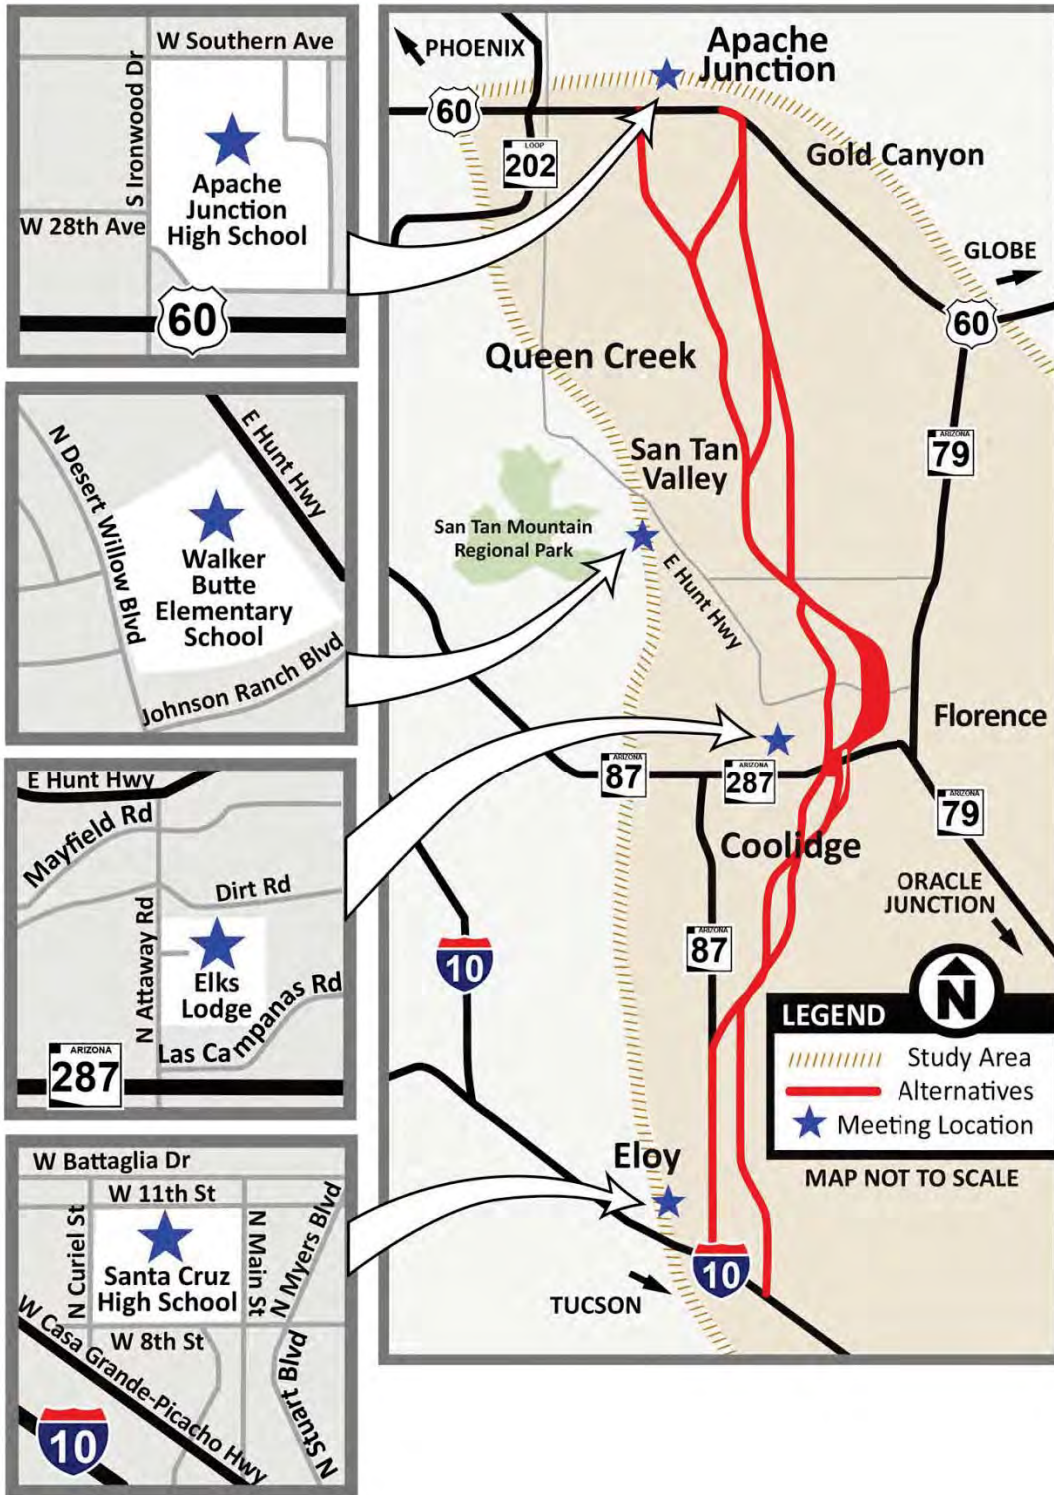 W Southern Ave
S Ironwood Dr
Apache
Junction
High School
W 28th Ave
60
N Desert Willow Blvd
E Hunt Hwy
Walker
Butte
Elementary
School
Johnson Ranch Blvd
E Hunt Hwy
Mayfield Rd
Dirt Rd
N Attaway Rd
Elks
Lodge
Las Campanas Rd
ARIZONA
287
W Battaglia Dr
W 11th St
N Curiel St
Santa Cruz
High School
N Main St
N Myers Blvd
W 8th St
W Casa Grande-Picacho Hwy
N Stuart Blvd
10
PHOENIX
Apache
Junction
60
LOOP
202
Gold Canyon
GLOBE
60
Queen Creek
ARIZONA
79
San Tan
Valley
San Tan Mountain
Regional Park
E Hunt Hwy
Florence
ARIZONA
87
ARIZONA
287
ARIZONA
79
Coolidge
ORACLE
JUNCTION
ARIZONA
87
10
N
LEGEND
Study Area
Alternatives
Meeting Location
MAP NOT TO SCALE
Eloy
10
TUCSON